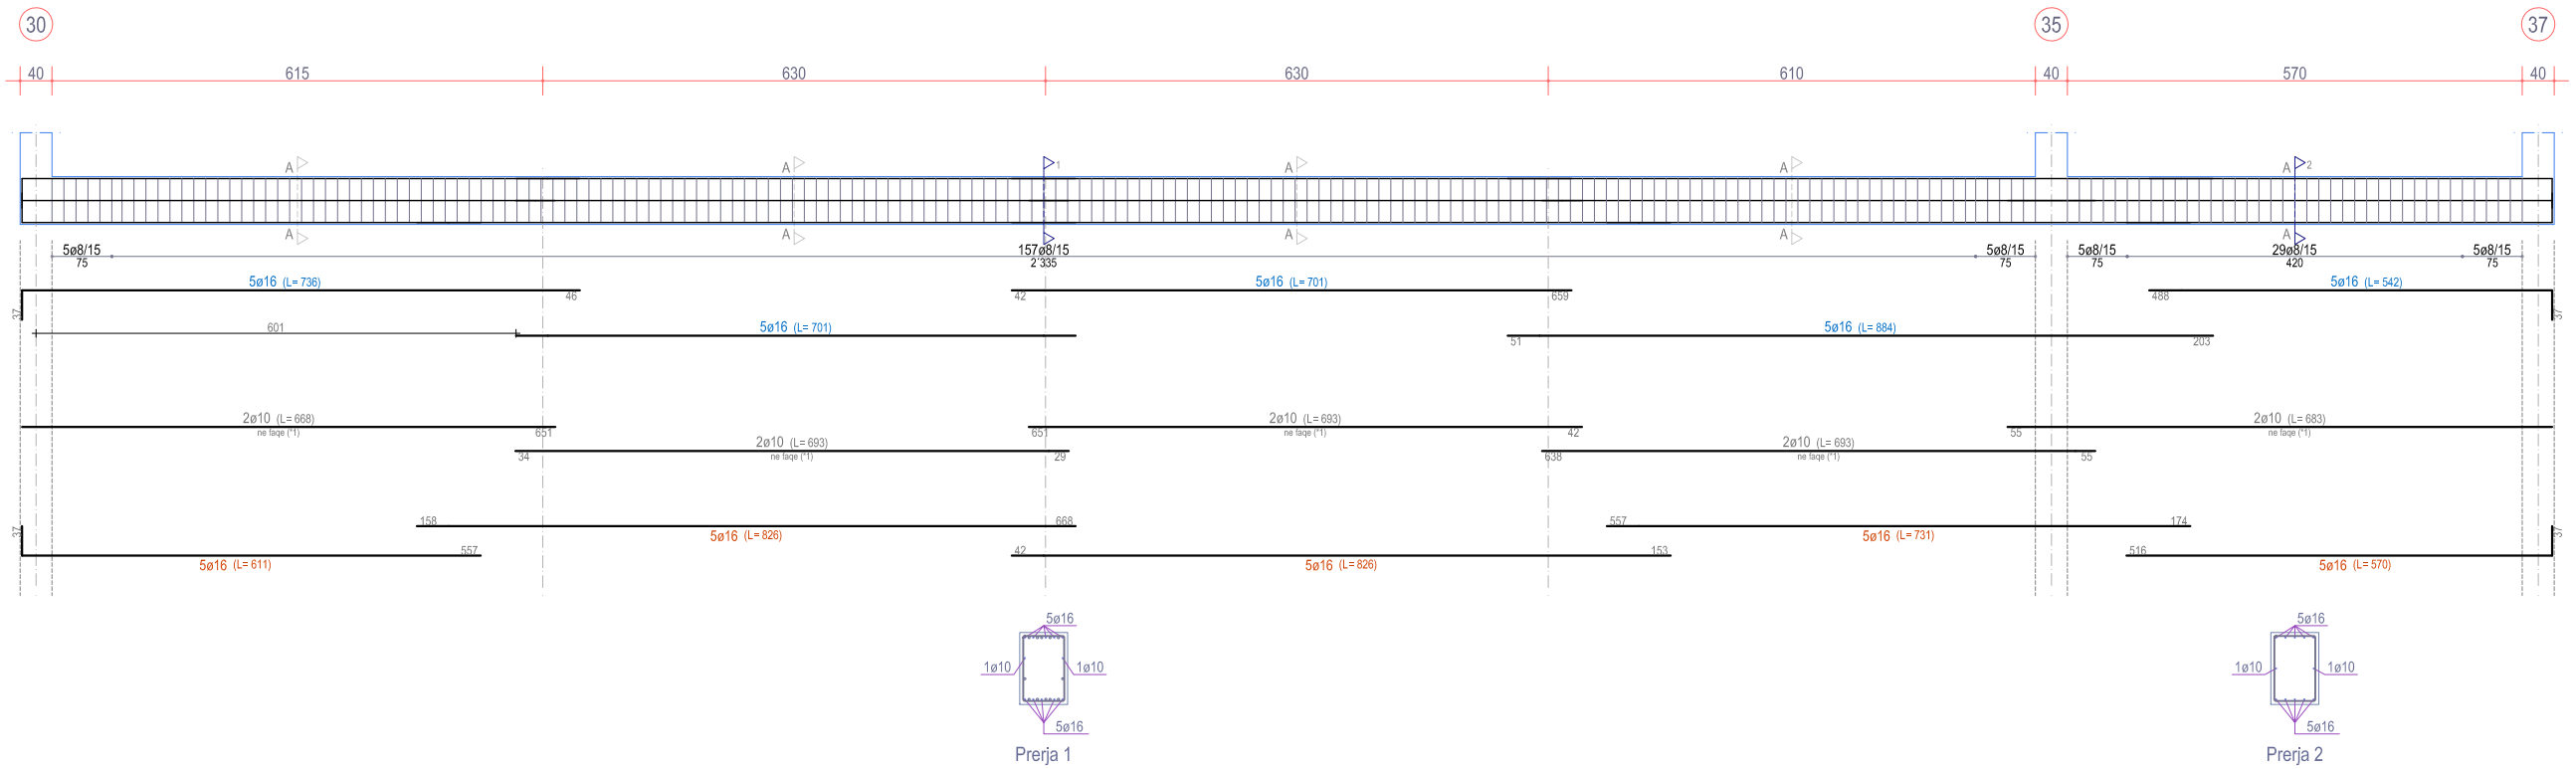 30 35 37
40 615 630 630 610 40 570 40
A A 1 A A A 2
A A A A A
5ø8/15 157ø8/15 5ø8/15 5ø8/15 29ø8/15 5ø8/15
75 2'335 75 75 420 75
5ø16 (L= 736) 5ø16 (L= 701) 5ø16 (L= 542)
37 46 42 659 488 37
601 5ø16 (L= 701) 5ø16 (L= 884)
51 203
2ø10 (L= 668) 2ø10 (L= 693) 2ø10 (L= 683)
ne faqe (*1) 651 651 ne faqe (*1) 42 55 ne faqe (*1)
2ø10 (L= 693) 2ø10 (L= 693)
34 ne faqe (*1) 29 638 ne faqe (*1) 55
37 158 668 557 174 37
5ø16 (L= 826) 5ø16 (L= 731)
557 42 153 516
5ø16 (L= 611) 5ø16 (L= 826) 5ø16 (L= 570)
5ø16 5ø16
1ø10 1ø10 1ø10 1ø10
5ø16 5ø16
Prerja 1 Prerja 2